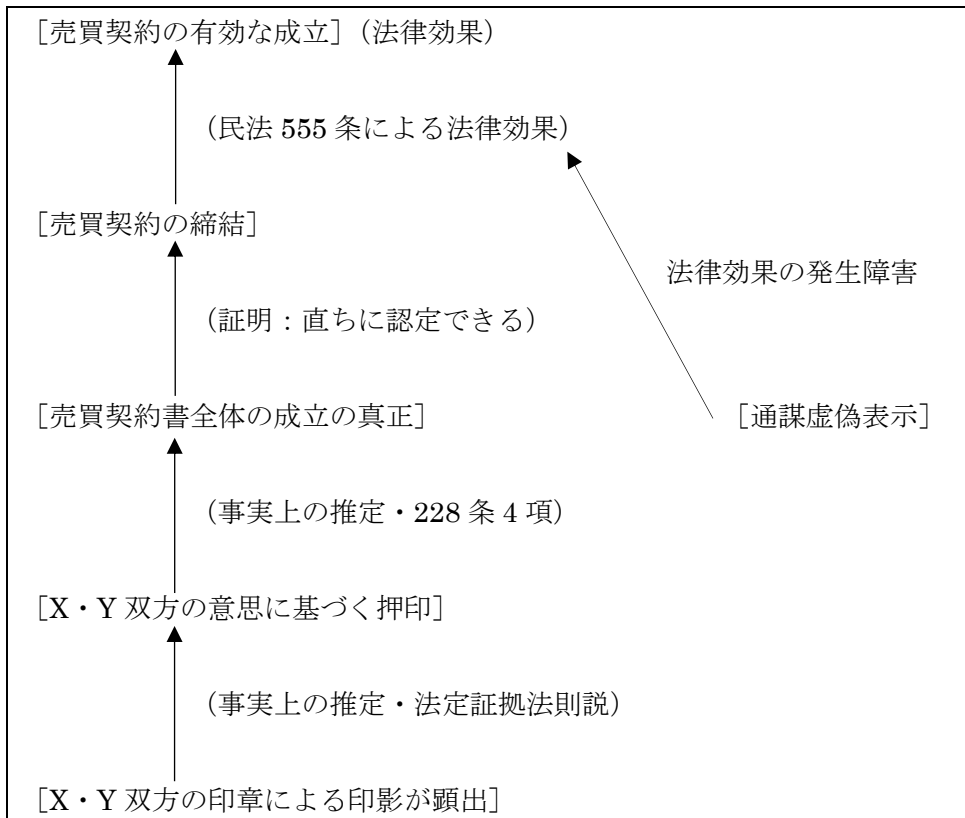 ［売買契約の有効な成立］（法律効果）
（民法 555 条による法律効果）
［売買契約の締結］
法律効果の発生障害
（証明：直ちに認定できる）
［売買契約書全体の成立の真正］
［通謀虚偽表示］
（事実上の推定・228 条 4 項）
［X・Y 双方の意思に基づく押印］
（事実上の推定・法定証拠法則説）
［X・Y 双方の印章による印影が顕出］